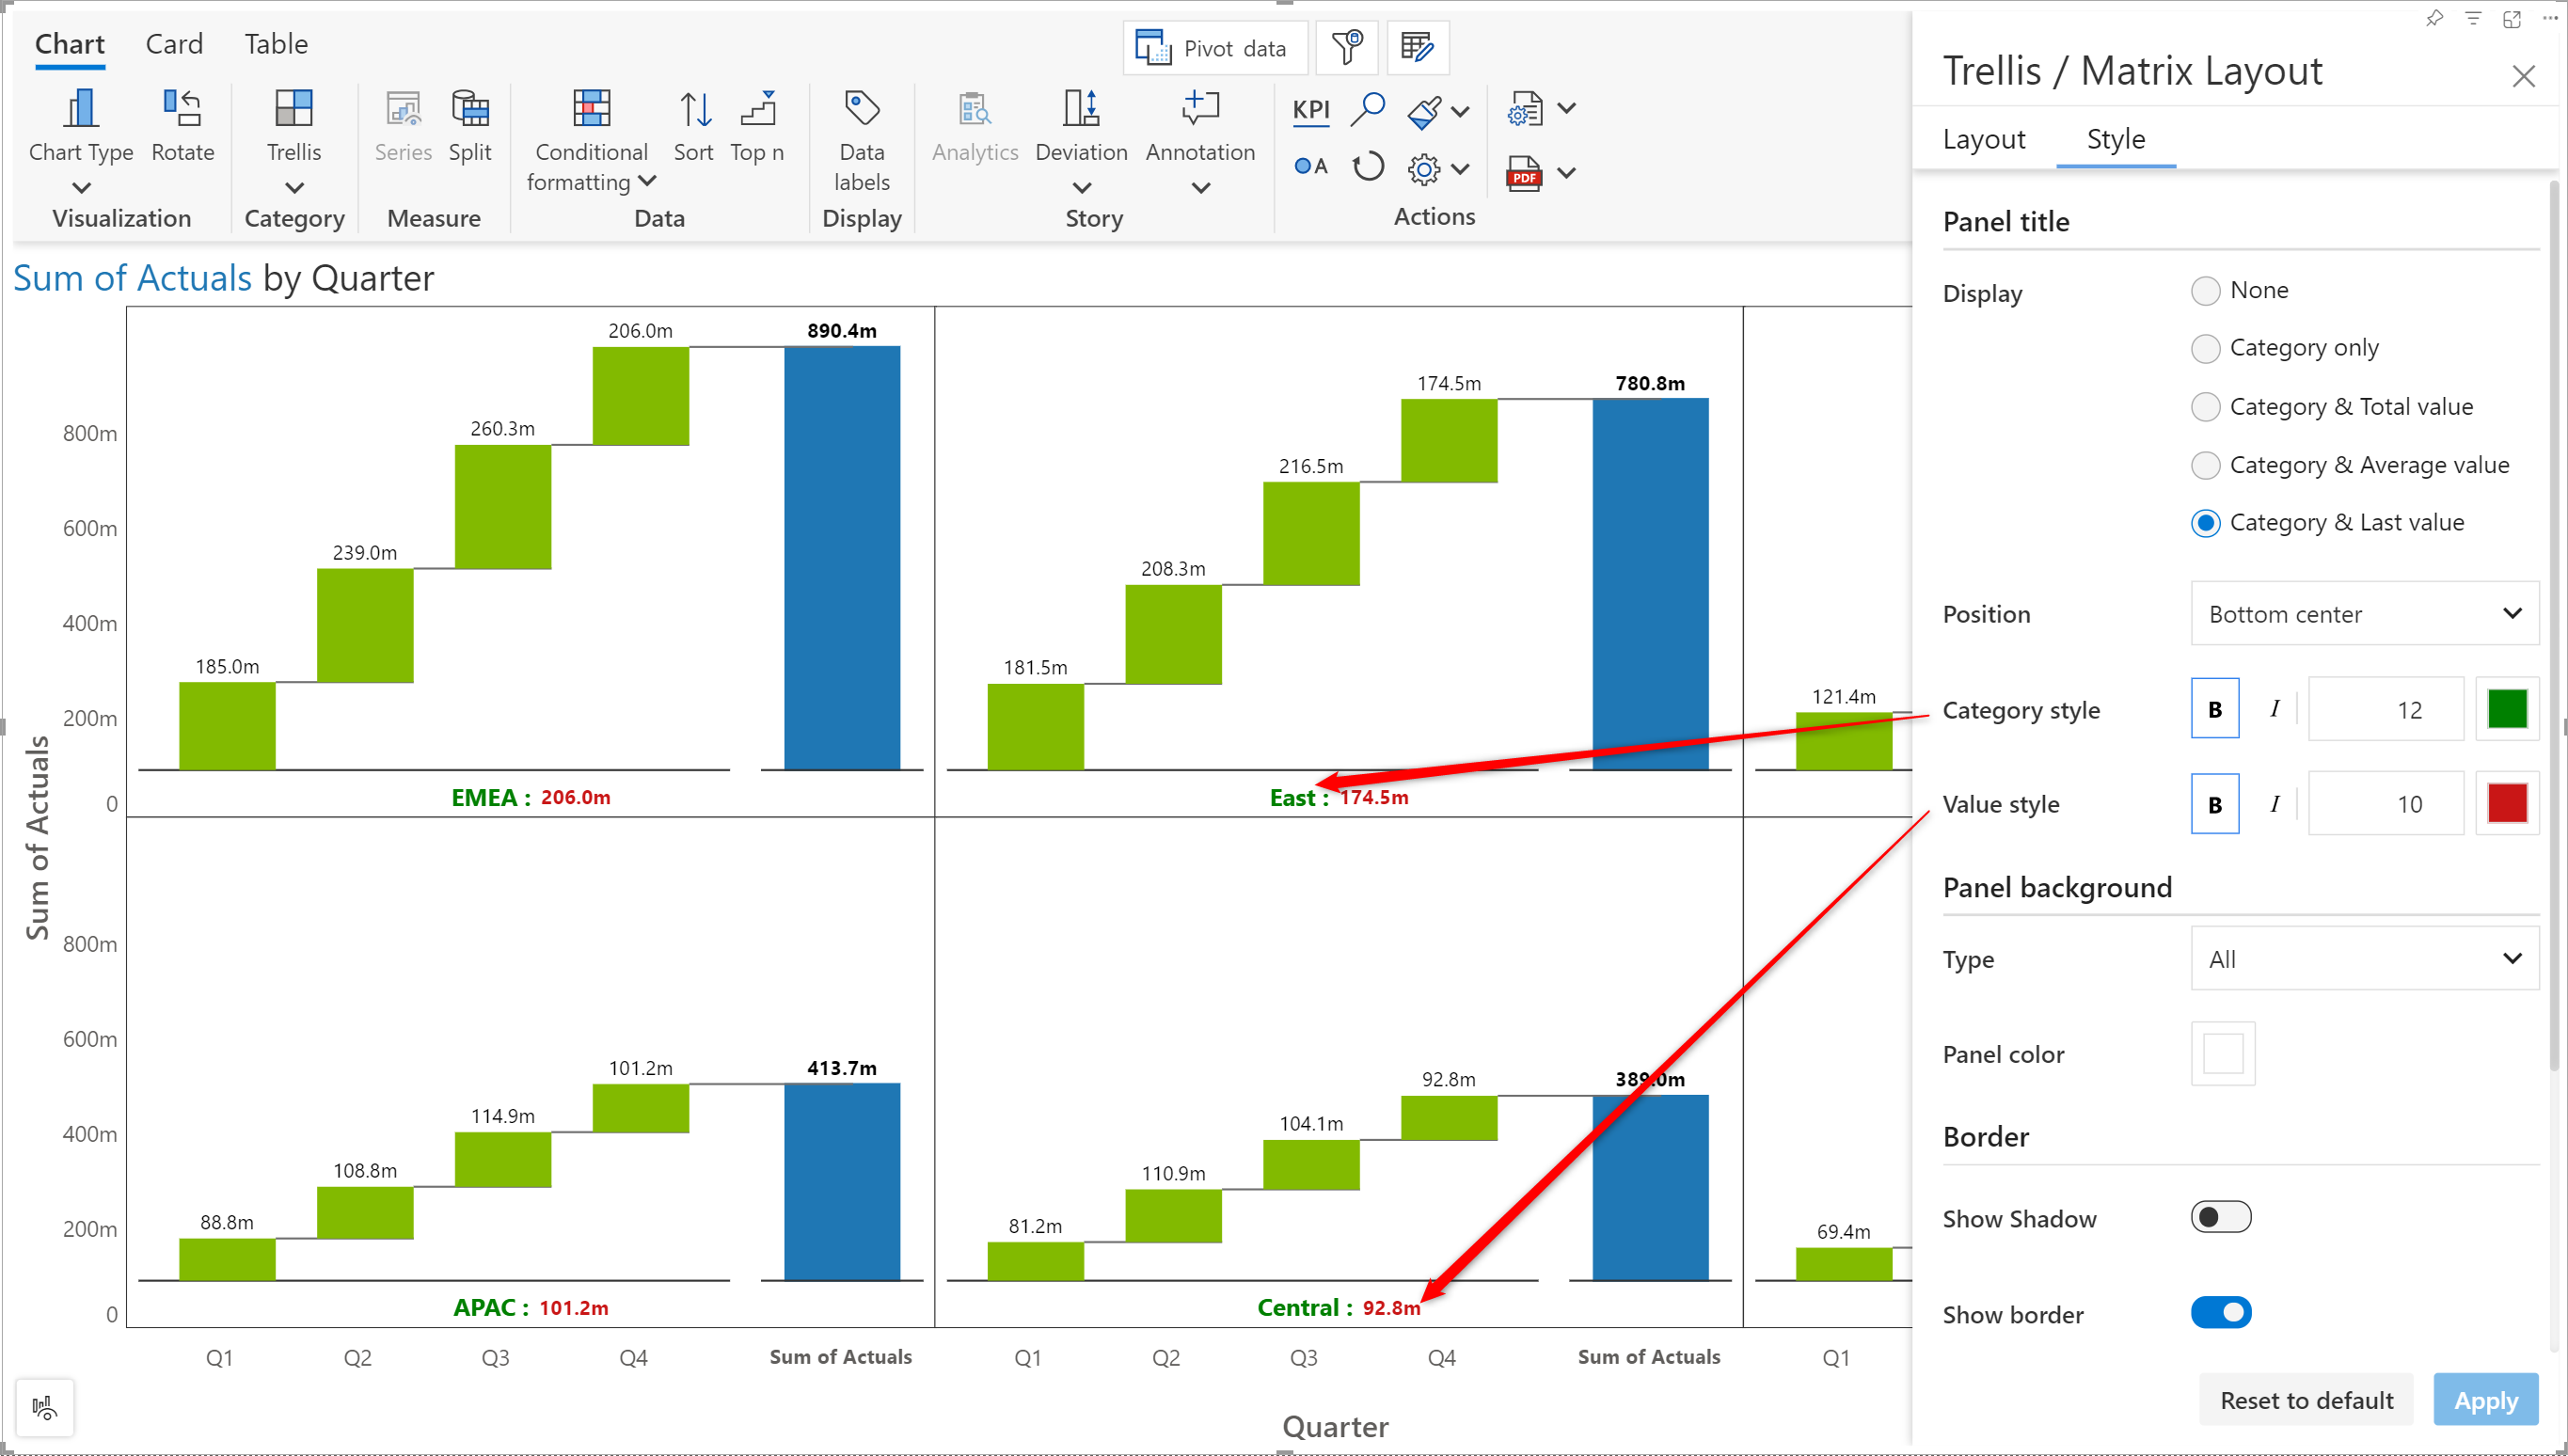 Chart Card Table
Pivot data
Chart Type Rotate
Visualization
Trellis
Category
Series Split
Measure
Conditional formatting Sort Top n
Data
Data labels
Display
Analytics Deviation Annotation
Story
KPI
A
PDF
Actions
Sum of Actuals by Quarter
Sum of Actuals
800m
600m
400m
200m
0
185.0m
239.0m
260.3m
206.0m
890.4m
EMEA : 206.0m
181.5m
208.3m
216.5m
174.5m
780.8m
East : 174.5m
121.4m
800m
600m
400m
200m
0
88.8m
108.8m
114.9m
101.2m
413.7m
APAC : 101.2m
81.2m
110.9m
104.1m
92.8m
389.0m
Central : 92.8m
69.4m
Q1 Q2 Q3 Q4 Sum of Actuals Q1 Q2 Q3 Q4 Sum of Actuals Q1
Quarter
Trellis / Matrix Layout
Layout Style
Panel title
Display
None
Category only
Category & Total value
Category & Average value
Category & Last value
Position Bottom center
Category style B I 12
Value style B I 10
Panel background
Type All
Panel color
Border
Show Shadow
Show border
Reset to default Apply